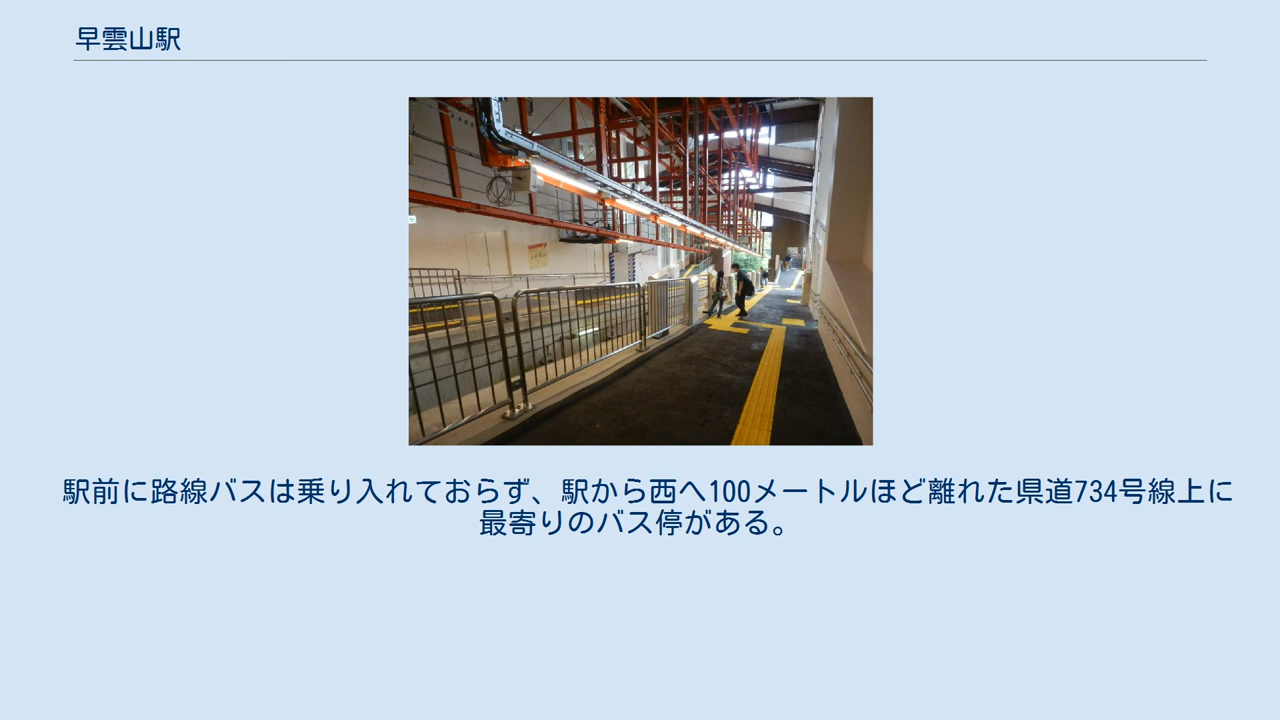 早雲山駅
駅前に路線バスは乗り入れておらず、駅から西へ100メートルほど離れた県道734号線上に
最寄りのバス停がある。